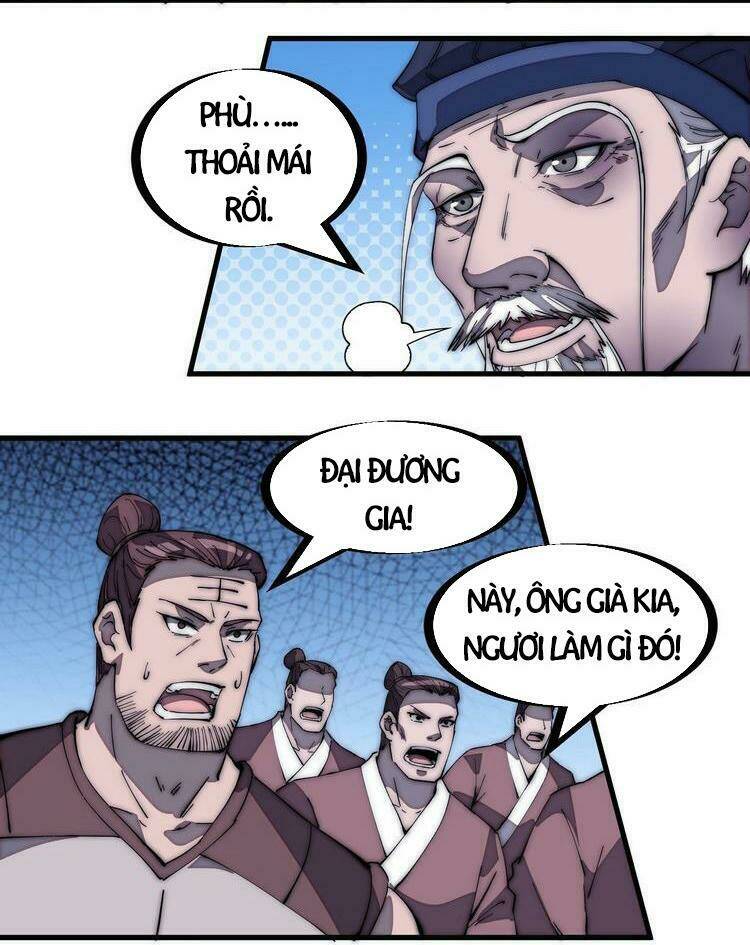 PHÙ…...
THOẢI MÁI
RỒI.
ĐẠI ĐƯƠNG
GIA!
NÀY, ÔNG GIÀ KIA,
NGƯƠI LÀM GÌ ĐÓ!